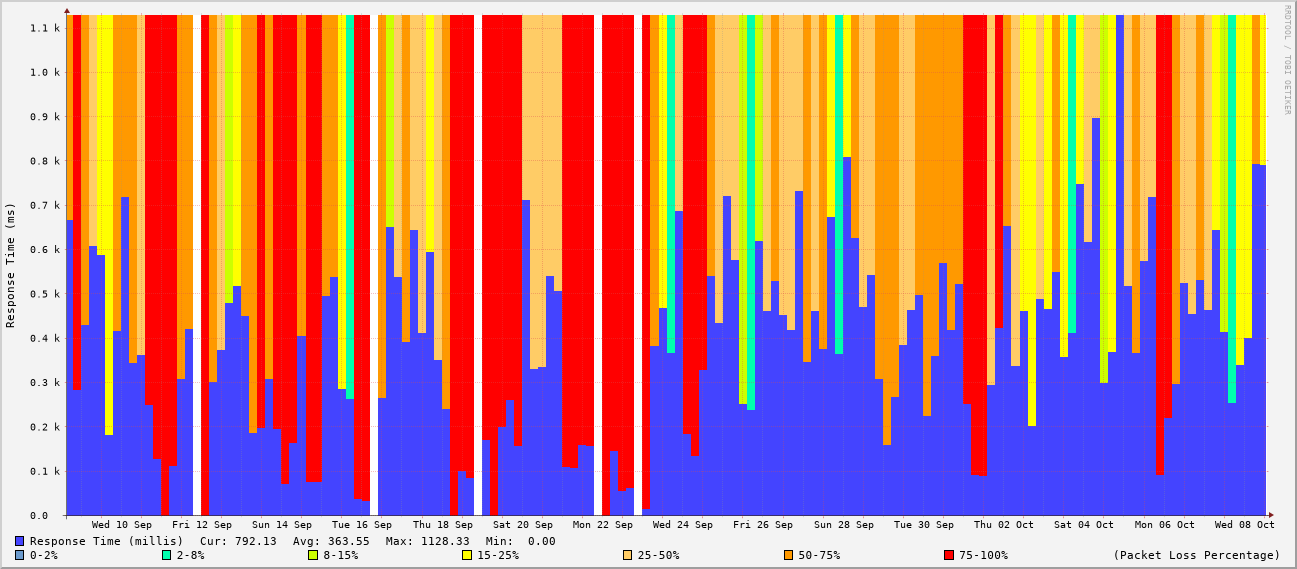 RRDTOOL / TOBI OETIKER
Response Time (ms)
1.1 k
1.0 k
0.9 k
0.8 k
0.7 k
0.6 k
0.5 k
0.4 k
0.3 k
0.2 k
0.1 k
0.0
Wed 10 Sep Fri 12 Sep Sun 14 Sep Tue 16 Sep Thu 18 Sep Sat 20 Sep Mon 22 Sep Wed 24 Sep Fri 26 Sep Sun 28 Sep Tue 30 Sep Thu 02 Oct Sat 04 Oct Mon 06 Oct Wed 08 Oct
Response Time (millis) Cur: 792.13 Avg: 363.55 Max: 1128.33 Min: 0.00
0-2% 2-8% 8-15% 15-25% 25-50% 50-75% 75-100% (Packet Loss Percentage)